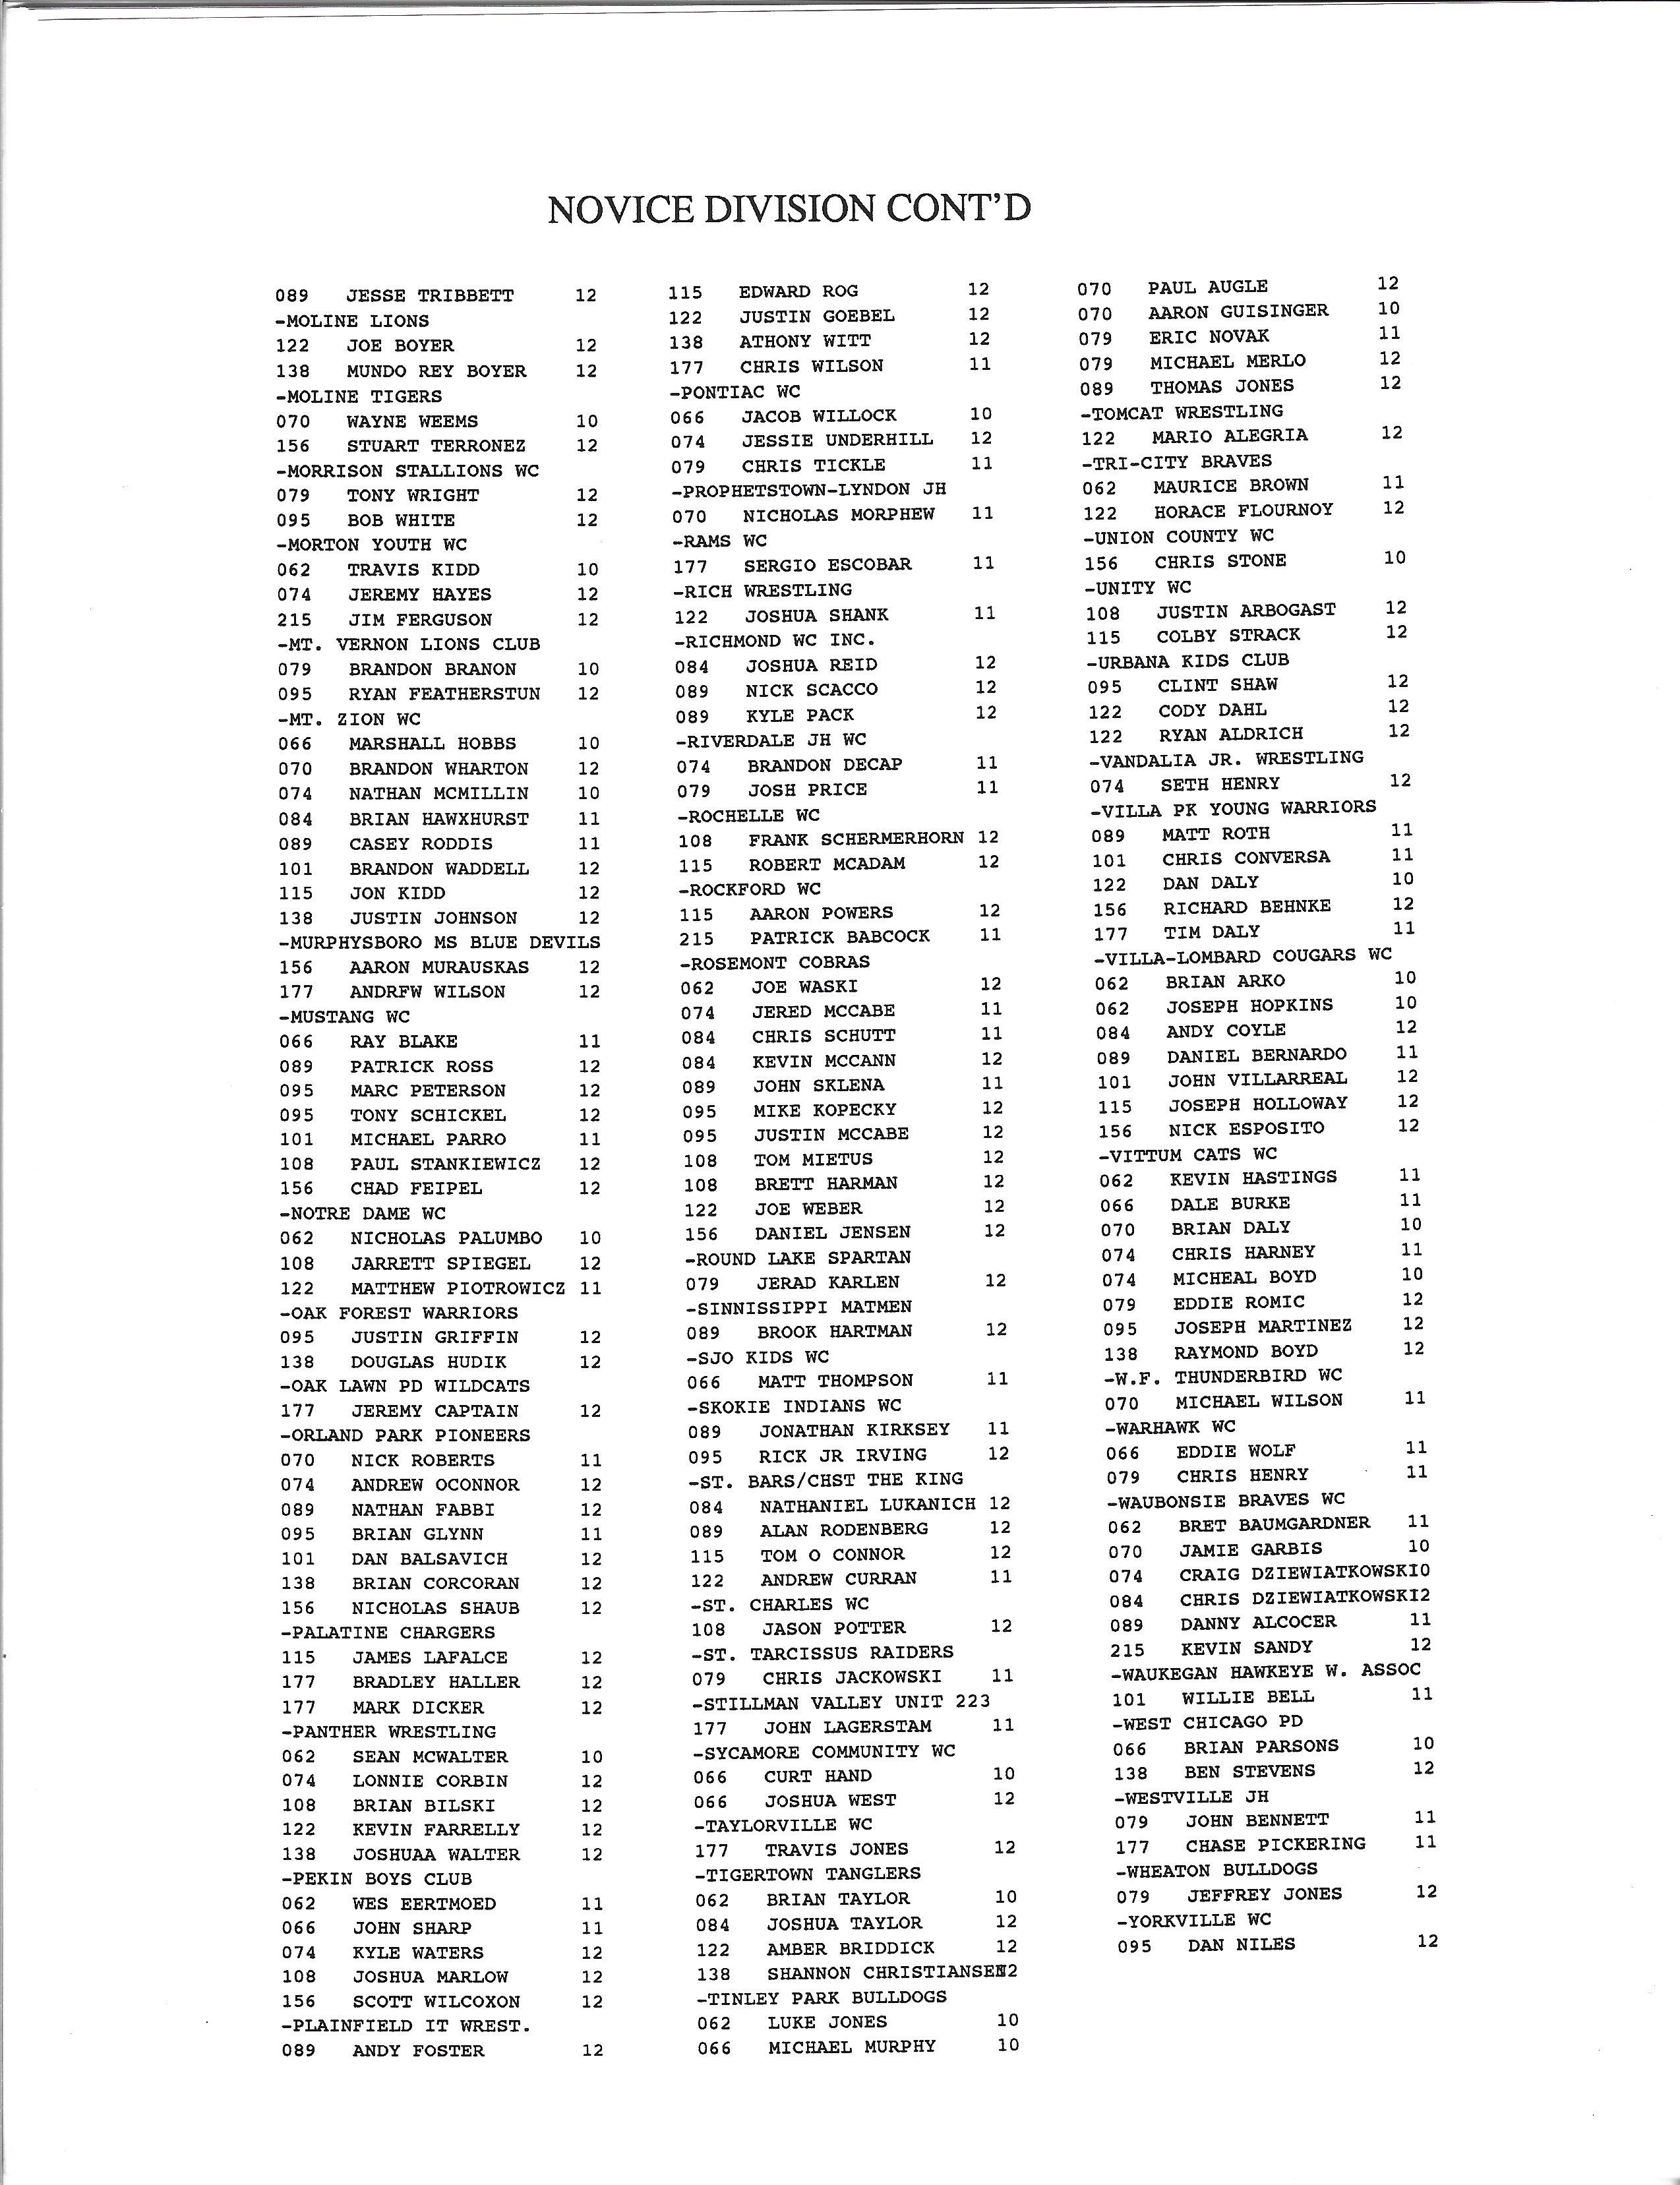 NOVICE DIVISION CONT'D
089 JESSE TRIBBETT 12
-MOLINE LIONS
122 JOE BOYER 12
138 MUNDO REY BOYER 12
-MOLINE TIGERS
070 WAYNE WEEMS 10
156 STUART TERRONEZ 12
-MORRISON STALLIONS WC
079 TONY WRIGHT 12
095 BOB WHITE 12
-MORTON YOUTH WC
062 TRAVIS KIDD 10
074 JEREMY HAYES 12
215 JIM FERGUSON 12
-MT. VERNON LIONS CLUB
079 BRANDON BRANON 10
095 RYAN FEATHERSTUN 12
-MT. ZION WC
066 MARSHALL HOBBS 10
070 BRANDON WHARTON 12
074 NATHAN MCMILLIN 10
084 BRIAN HAWXHURST 11
089 CASEY RODDIS 11
101 BRANDON WADDELL 12
115 JON KIDD 12
138 JUSTIN JOHNSON 12
-MURPHYSBORO MS BLUE DEVILS
156 AARON MURAUSKAS 12
177 ANDRFW WILSON 12
-MUSTANG WC
066 RAY BLAKE 11
089 PATRICK ROSS 12
095 MARC PETERSON 12
095 TONY SCHICKEL 12
101 MICHAEL PARRO 11
108 PAUL STANKIEWICZ 12
156 CHAD FEIPEL 12
-NOTRE DAME WC
062 NICHOLAS PALUMBO 10
108 JARRETT SPIEGEL 12
122 MATTHEW PIOTROWICZ 11
-OAK FOREST WARRIORS
095 JUSTIN GRIFFIN 12
138 DOUGLAS HUDIK 12
-OAK LAWN PD WILDCATS
177 JEREMY CAPTAIN 12
-ORLAND PARK PIONEERS
070 NICK ROBERTS 11
074 ANDREW OCONNOR 12
089 NATHAN FABBI 12
095 BRIAN GLYNN 11
101 DAN BALSAVICH 12
138 BRIAN CORCORAN 12
156 NICHOLAS SHAUB 12
-PALATINE CHARGERS
115 JAMES LAFALCE 12
177 BRADLEY HALLER 12
177 MARK DICKER 12
-PANTHER WRESTLING
062 SEAN MCWALTER 10
074 LONNIE CORBIN 12
108 BRIAN BILSKI 12
122 KEVIN FARRELLY 12
138 JOSHUAA WALTER 12
-PEKIN BOYS CLUB
062 WES EERTMOED 11
066 JOHN SHARP 11
074 KYLE WATERS 12
108 JOSHUA MARLOW 12
156 SCOTT WILCOXON 12
-PLAINFIELD IT WREST.
089 ANDY FOSTER 12
115 EDWARD ROG 12
122 JUSTIN GOEBEL 12
138 ATHONY WITT 12
177 CHRIS WILSON 11
-PONTIAC WC
066 JACOB WILLOCK 10
074 JESSIE UNDERHILL 12
079 CHRIS TICKLE 11
-PROPHETSTOWN-LYNDON JH
070 NICHOLAS MORPHEW 11
-RAMS WC
177 SERGIO ESCOBAR 11
-RICH WRESTLING
122 JOSHUA SHANK 11
-RICHMOND WC INC.
084 JOSHUA REID 12
089 NICK SCACCO 12
089 KYLE PACK 12
-RIVERDALE JH WC
074 BRANDON DECAP 11
079 JOSH PRICE 11
-ROCHELLE WC
108 FRANK SCHERMERHORN 12
115 ROBERT MCADAM 12
-ROCKFORD WC
115 AARON POWERS 12
215 PATRICK BABCOCK 11
-ROSEMONT COBRAS
062 JOE WASKI 12
074 JERED MCCABE 11
084 CHRIS SCHUTT 11
084 KEVIN MCCANN 12
089 JOHN SKLENA 11
095 MIKE KOPECKY 12
095 JUSTIN MCCABE 12
108 TOM MIETUS 12
108 BRETT HARMAN 12
122 JOE WEBER 12
156 DANIEL JENSEN 12
-ROUND LAKE SPARTAN
079 JERAD KARLEN 12
-SINNISSIPPI MATMEN
089 BROOK HARTMAN 12
-SJO KIDS WC
066 MATT THOMPSON 11
-SKOKIE INDIANS WC
089 JONATHAN KIRKSEY 11
095 RICK JR IRVING 12
-ST. BARS/CHST THE KING
084 NATHANIEL LUKANICH 12
089 ALAN RODENBERG 12
115 TOM O CONNOR 12
122 ANDREW CURRAN 11
-ST. CHARLES WC
108 JASON POTTER 12
-ST. TARCISSUS RAIDERS
079 CHRIS JACKOWSKI 11
-STILLMAN VALLEY UNIT 223
177 JOHN LAGERSTAM 11
-SYCAMORE COMMUNITY WC
066 CURT HAND 10
066 JOSHUA WEST 12
-TAYLORVILLE WC
177 TRAVIS JONES 12
-TIGERTOWN TANGLERS
062 BRIAN TAYLOR 10
084 JOSHUA TAYLOR 12
122 AMBER BRIDDICK 12
138 SHANNON CHRISTIANSEN2
-TINLEY PARK BULLDOGS
062 LUKE JONES 10
066 MICHAEL MURPHY 10
070 PAUL AUGLE 12
070 AARON GUISINGER 10
079 ERIC NOVAK 11
079 MICHAEL MERLO 12
089 THOMAS JONES 12
-TOMCAT WRESTLING
122 MARIO ALEGRIA 12
-TRI-CITY BRAVES
062 MAURICE BROWN 11
122 HORACE FLOURNOY 12
-UNION COUNTY WC
156 CHRIS STONE 10
-UNITY WC
108 JUSTIN ARBOGAST 12
115 COLBY STRACK 12
-URBANA KIDS CLUB
095 CLINT SHAW 12
122 CODY DAHL 12
122 RYAN ALDRICH 12
-VANDALIA JR. WRESTLING
074 SETH HENRY 12
-VILLA PK YOUNG WARRIORS
089 MATT ROTH 11
101 CHRIS CONVERSA 11
122 DAN DALY 10
156 RICHARD BEHNKE 12
177 TIM DALY 11
-VILLA-LOMBARD COUGARS WC
062 BRIAN ARKO 10
062 JOSEPH HOPKINS 10
084 ANDY COYLE 12
089 DANIEL BERNARDO 11
101 JOHN VILLARREAL 12
115 JOSEPH HOLLOWAY 12
156 NICK ESPOSITO 12
-VITTUM CATS WC
062 KEVIN HASTINGS 11
066 DALE BURKE 11
070 BRIAN DALY 10
074 CHRIS HARNEY 11
074 MICHEAL BOYD 10
079 EDDIE ROMIC 12
095 JOSEPH MARTINEZ 12
138 RAYMOND BOYD 12
-W.F. THUNDERBIRD WC
070 MICHAEL WILSON 11
-WARHAWK WC
066 EDDIE WOLF 11
079 CHRIS HENRY 11
-WAUBONSIE BRAVES WC
062 BRET BAUMGARDNER 11
070 JAMIE GARBIS 10
074 CRAIG DZIEWIATKOWSKI0
084 CHRIS DZIEWIATKOWSKI2
089 DANNY ALCOCER 11
215 KEVIN SANDY 12
-WAUKEGAN HAWKEYE W. ASSOC
101 WILLIE BELL 11
-WEST CHICAGO PD
066 BRIAN PARSONS 10
138 BEN STEVENS 12
-WESTVILLE JH
079 JOHN BENNETT 11
177 CHASE PICKERING 11
-WHEATON BULLDOGS
079 JEFFREY JONES 12
-YORKVILLE WC
095 DAN NILES 12